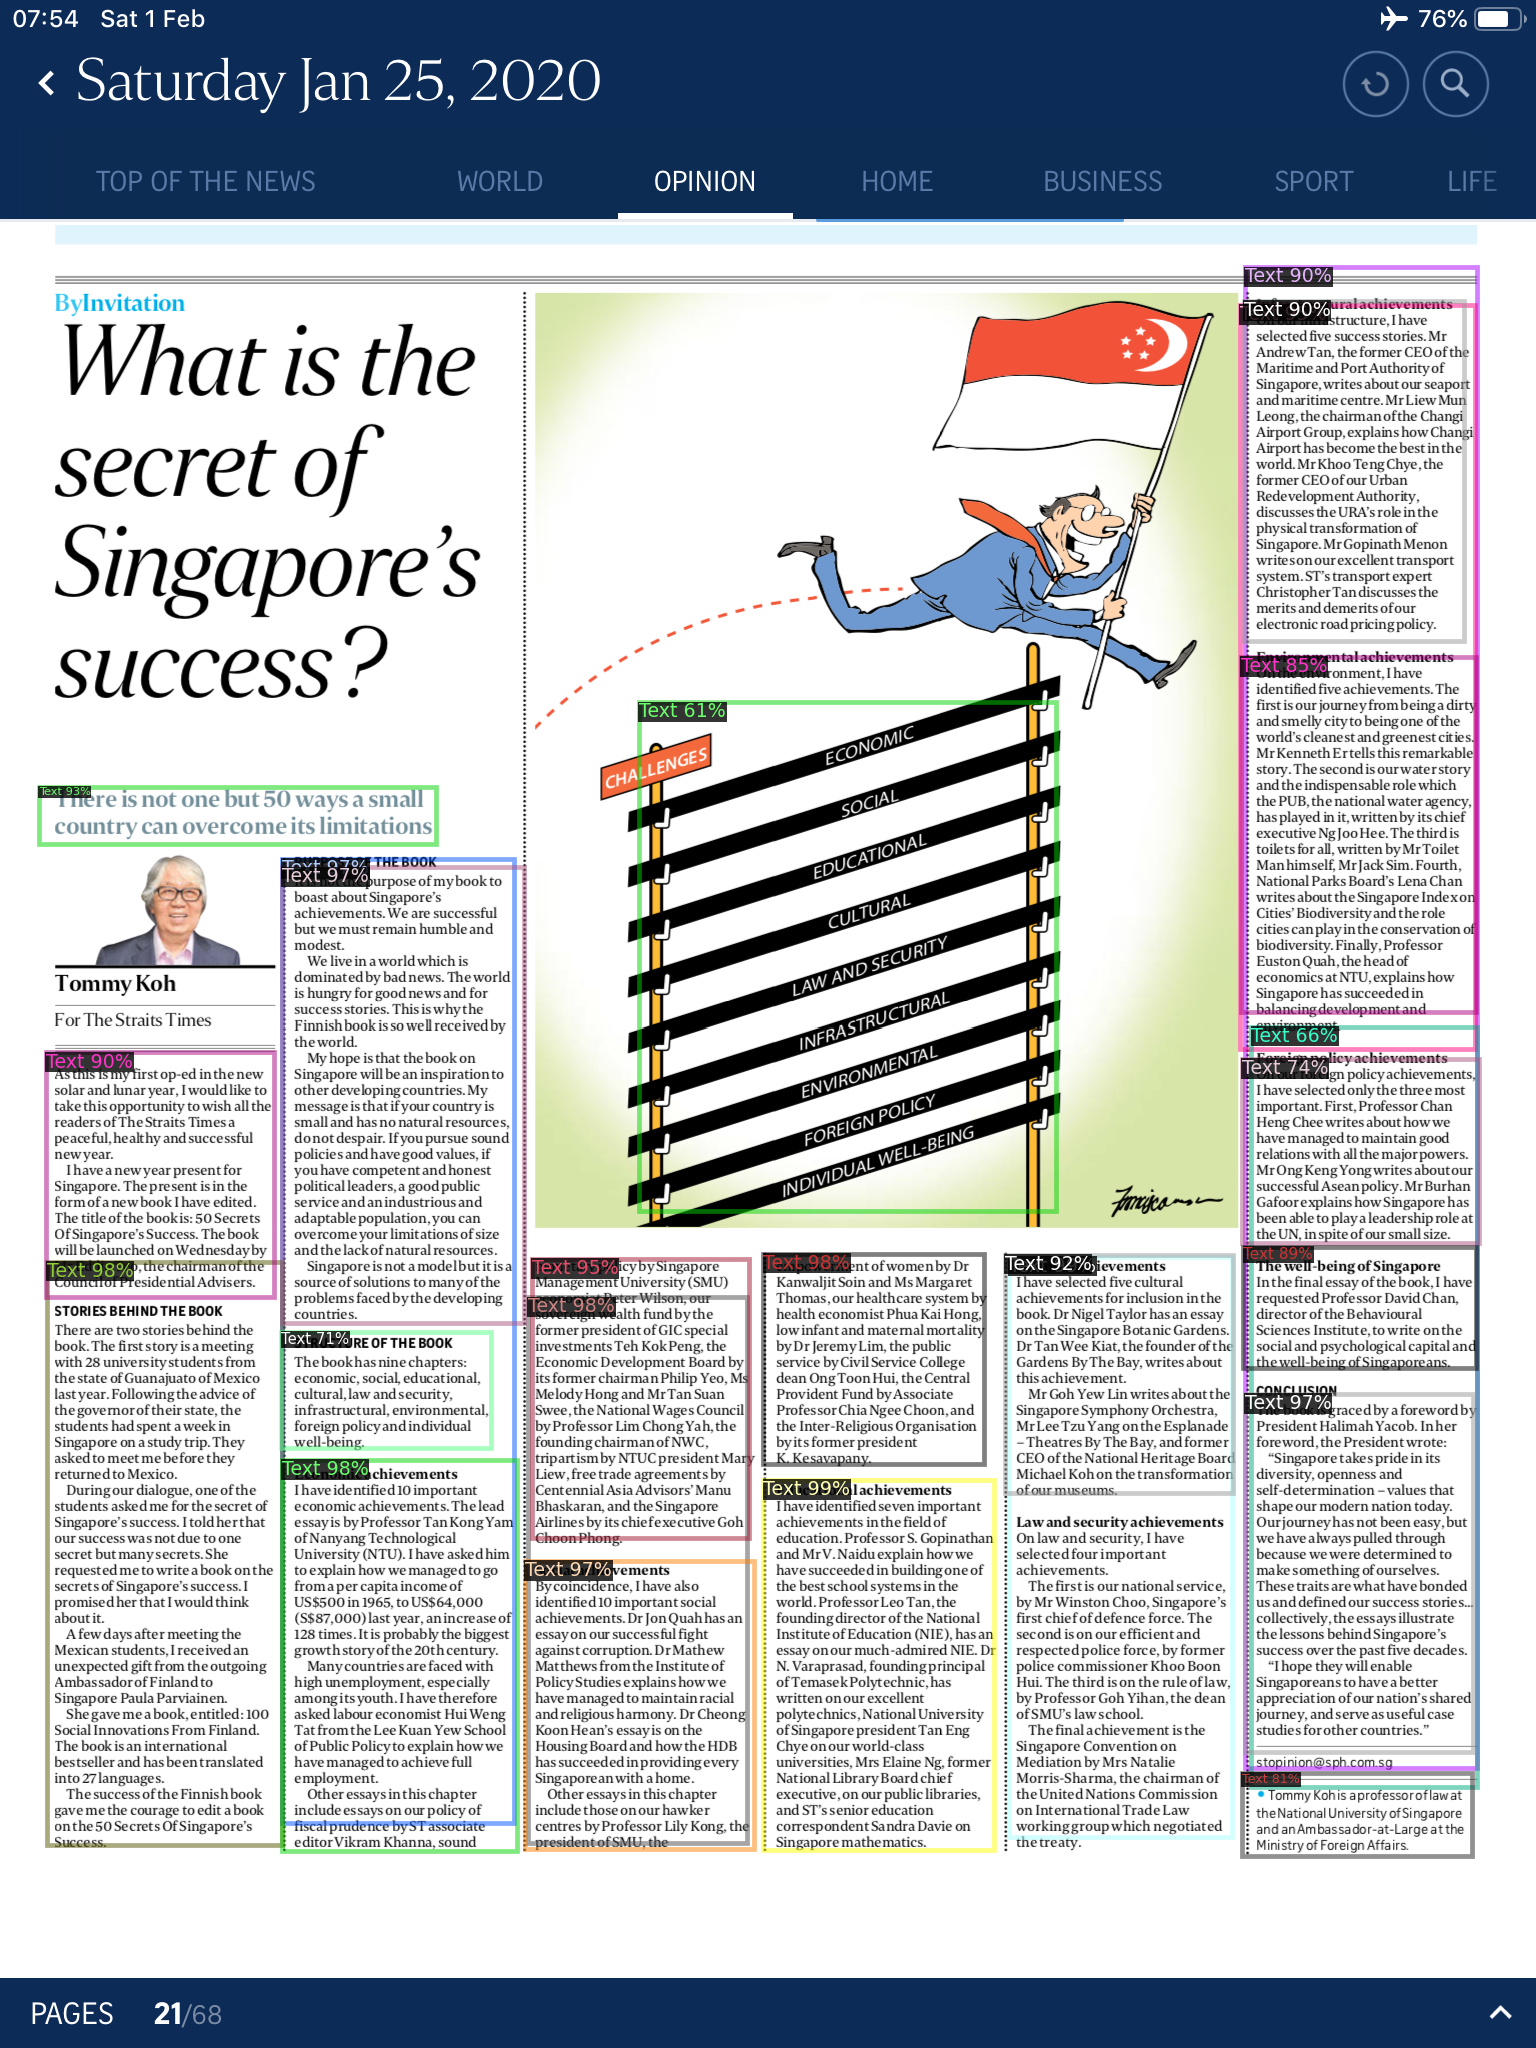 07:54 Sat 1 Feb
76%
Saturday Jan 25, 2020
TOP OF THE NEWS WORLD OPINION HOME BUSINESS SPORT LIFE
ByInvitation
What is the
secret of
Singapore's
success?
Text 93%
There is not one but 50 ways a small
country can overcome its limitations
Tommy Koh
For The Straits Times
Text 90%
As this is my first op-ed in the new
solar and lunar year, I would like to
take this opportunity to wish all the
readers of The Straits Times a
peaceful, healthy and successful
new year.
I have a new year present for
Singapore. The present is in the
form of a new book I have edited.
The title of the book is: 50 Secrets
Of Singapore's Success. The book
will be launched on Wednesday by
Text 98%
, the chairman of the
Council of Presidential Advisers.
STORIES BEHIND THE BOOK
There are two stories behind the
book. The first story is a meeting
with 28 university students from
the state of Guanajuato of Mexico
last year. Following the advice of
the governor of their state, the
students had spent a week in
Singapore on a study trip. They
asked to meet me before they
returned to Mexico.
During our dialogue, one of the
students asked me for the secret of
Singapore's success. I told her that
our success was not due to one
secret but many secrets. She
requested me to write a book on the
secrets of Singapore's success. I
promised her that I would think
about it.
A few days after meeting the
Mexican students, I received an
unexpected gift from the outgoing
Ambassador of Finland to
Singapore Paula Parviainen.
She gave me a book, entitled: 100
Social Innovations From Finland.
The book is an international
bestseller and has been translated
into 27 languages.
The success of the Finnish book
gave me the courage to edit a book
on the 50 Secrets Of Singapore's
Success.
Text 97%
THE BOOK
Text 97%
purpose of my book to
boast about Singapore's
achievements. We are successful
but we must remain humble and
modest.
We live in a world which is
dominated by bad news. The world
is hungry for good news and for
success stories. This is why the
Finnish book is so well received by
the world.
My hope is that the book on
Singapore will be an inspiration to
other developing countries. My
message is that if your country is
small and has no natural resources,
do not despair. If you pursue sound
policies and have good values, if
you have competent and honest
political leaders, a good public
service and an industrious and
adaptable population, you can
overcome your limitations of size
and the lack of natural resources.
Singapore is not a model but it is a
source of solutions to many of the
problems faced by the developing
countries.
Text 71%
STRUCTURE OF THE BOOK
The book has nine chapters:
economic, social, educational,
cultural, law and security,
infrastructural, environmental,
foreign policy and individual
well-being.
Text 98%
achievements
I have identified 10 important
economic achievements. The lead
essay is by Professor Tan Kong Yam
of Nanyang Technological
University (NTU). I have asked him
to explain how we managed to go
from a per capita income of
US$500 in 1965, to US$64,000
(S$87,000) last year, an increase of
128 times. It is probably the biggest
growth story of the 20th century.
Many countries are faced with
high unemployment, especially
among its youth. I have therefore
asked labour economist Hui Weng
Tat from the Lee Kuan Yew School
of Public Policy to explain how we
have managed to achieve full
employment.
Other essays in this chapter
include essays on our policy of
fiscal prudence by ST associate
editor Vikram Khanna, sound
CHALLENGES
Text 61%
ECONOMIC
SOCIAL
EDUCATIONAL
CULTURAL
LAW AND SECURITY
INFRASTRUCTURAL
ENVIRONMENTAL
FOREIGN POLICY
INDIVIDUAL WELL-BEING
Text 95%
by Singapore
Management University (SMU)
economist Peter Wilson, our
Text 98%
sovereign wealth fund by the
former president of GIC special
investments Teh Kok Peng, the
Economic Development Board by
its former chairman Philip Yeo, Ms
Melody Hong and Mr Tan Suan
Swee, the National Wages Council
by Professor Lim Chong Yah, the
founding chairman of NWC,
tripartism by NTUC president Mary
Liew, free trade agreements by
Centennial Asia Advisors' Manu
Bhaskaran, and the Singapore
Airlines by its chief executive Goh
Choon Phong.
Text 97%
achievements
By coincidence, I have also
identified 10 important social
achievements. Dr Jon Quah has an
essay on our successful fight
against corruption. Dr Mathew
Matthews from the Institute of
Policy Studies explains how we
have managed to maintain racial
and religious harmony. Dr Cheong
Koon Hean's essay is on the
Housing Board and how the HDB
has succeeded in providing every
Singaporean with a home.
Other essays in this chapter
include those on our hawker
centres by Professor Lily Kong, the
president of SMU, the
Text 98%
of women by Dr
Kanwaljit Soin and Ms Margaret
Thomas, our healthcare system by
health economist Phua Kai Hong,
low infant and maternal mortality
by Dr Jeremy Lim, the public
service by Civil Service College
dean Ong Toon Hui, the Central
Provident Fund by Associate
Professor Chia Ngee Choon, and
the Inter-Religious Organisation
by its former president
K. Kesavapany.
Text 99%
achievements
I have identified seven important
achievements in the field of
education. Professor S. Gopinathan
and Mr V. Naidu explain how we
have succeeded in building one of
the best school systems in the
world. Professor Leo Tan, the
founding director of the National
Institute of Education (NIE), has an
essay on our much-admired NIE. Dr
N. Varaprasad, founding principal
of Temasek Polytechnic, has
written on our excellent
polytechnics, National University
of Singapore president Tan Eng
Chye on our world-class
universities, Mrs Elaine Ng, former
National Library Board chief
executive, on our public libraries,
and ST's senior education
correspondent Sandra Davie on
Singapore mathematics.
Text 92%
achievements
I have selected five cultural
achievements for inclusion in the
book. Dr Nigel Taylor has an essay
on the Singapore Botanic Gardens.
Dr Tan Wee Kiat, the founder of the
Gardens By The Bay, writes about
this achievement.
Mr Goh Yew Lin writes about the
Singapore Symphony Orchestra,
Mr Lee Tzu Yang on the Esplanade
– Theatres By The Bay, and former
CEO of the National Heritage Board
Michael Koh on the transformation
of our museums.
Law and security achievements
On law and security, I have
selected four important
achievements.
The first is our national service,
by Mr Winston Choo, Singapore's
first chief of defence force. The
second is on our efficient and
respected police force, by former
police commissioner Khoo Boon
Hui. The third is on the rule of law,
by Professor Goh Yihan, the dean
of SMU's law school.
The final achievement is the
Singapore Convention on
Mediation by Mrs Natalie
Morris-Sharma, the chairman of
the United Nations Commission
on International Trade Law
working group which negotiated
the treaty.
Text 90%
achievements
Text 90%
infrastructure, I have
selected five success stories. Mr
Andrew Tan, the former CEO of the
Maritime and Port Authority of
Singapore, writes about our seaport
and maritime centre. Mr Liew Mun
Leong, the chairman of the Changi
Airport Group, explains how Changi
Airport has become the best in the
world. Mr Khoo Teng Chye, the
former CEO of our Urban
Redevelopment Authority,
discusses the URA's role in the
physical transformation of
Singapore. Mr Gopinath Menon
writes on our excellent transport
system. ST's transport expert
Christopher Tan discusses the
merits and demerits of our
electronic road pricing policy.
Environmental achievements
Text 85%
On the environment, I have
identified five achievements. The
first is our journey from being a dirty
and smelly city to being one of the
world's cleanest and greenest cities.
Mr Kenneth Er tells this remarkable
story. The second is our water story
and the indispensable role which
the PUB, the national water agency,
has played in it, written by its chief
executive Ng Joo Hee. The third is
toilets for all, written by Mr Toilet
Man himself, Mr Jack Sim. Fourth,
National Parks Board's Lena Chan
writes about the Singapore Index on
Cities' Biodiversity and the role
cities can play in the conservation of
biodiversity. Finally, Professor
Euston Quah, the head of
economics at NTU, explains how
Singapore has succeeded in
balancing development and
environment.
Text 66%
Foreign policy achievements
Text 74%
foreign policy achievements,
I have selected only the three most
important. First, Professor Chan
Heng Chee writes about how we
have managed to maintain good
relations with all the major powers.
Mr Ong Keng Yong writes about our
successful Asean policy. Mr Burhan
Gafoor explains how Singapore has
been able to play a leadership role at
the UN, in spite of our small size.
Text 89%
The well-being of Singapore
In the final essay of the book, I have
requested Professor David Chan,
director of the Behavioural
Sciences Institute, to write on the
social and psychological capital and
the well-being of Singaporeans.
CONCLUSION
Text 97%
The book is graced by a foreword by
President Halimah Yacob. In her
foreword, the President wrote:
"Singapore takes pride in its
diversity, openness and
self-determination – values that
shape our modern nation today.
Our journey has not been easy, but
we have always pulled through
because we were determined to
make something of ourselves.
These traits are what have bonded
us and defined our success stories...
collectively, the essays illustrate
the lessons behind Singapore's
success over the past five decades.
"I hope they will enable
Singaporeans to have a better
appreciation of our nation's shared
journey, and serve as useful case
studies for other countries."
stopinion@sph.com.sg
Text 81%
• Tommy Koh is a professor of law at
the National University of Singapore
and an Ambassador-at-Large at the
Ministry of Foreign Affairs.
PAGES 21/68